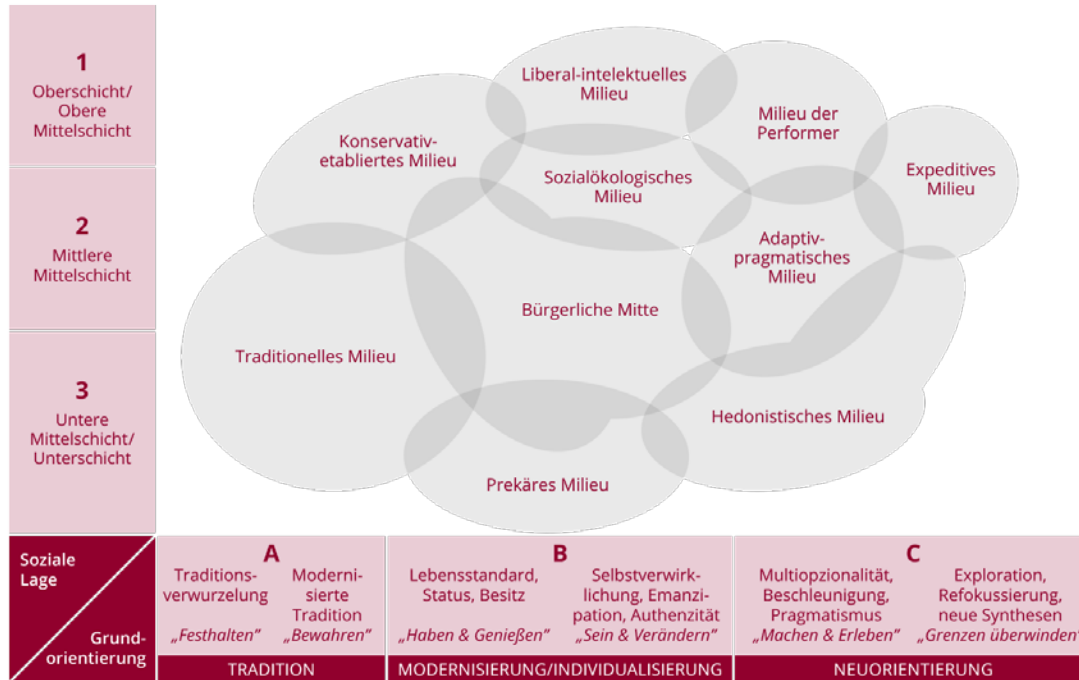 1
Oberschicht/
Obere
Mittelschicht
2
Mittlere
Mittelschicht
3
Untere
Mittelschicht/
Unterschicht
Liberal-intelektuelles
Milieu
Milieu der
Performer
Konservativ-
etabliertes Milieu
Expeditives
Milieu
Sozialökologisches
Milieu
Adaptiv-
pragmatisches
Milieu
Bürgerliche Mitte
Traditionelles Milieu
Hedonistisches Milieu
Prekäres Milieu
Soziale
Lage
Grund-
orientierung
A
Traditions-
verwurzelung
„Festhalten“
Moderni-
sierte
Tradition
„Bewahren“
TRADITION
B
Lebensstandard,
Status, Besitz
„Haben & Genießen“
Selbstverwirk-
lichung, Emanzi-
pation, Authenzität
„Sein & Verändern“
MODERNISIERUNG/INDIVIDUALISIERUNG
C
Multiopzionalität,
Beschleunigung,
Pragmatismus
„Machen & Erleben“
Exploration,
Refokussierung,
neue Synthesen
„Grenzen überwinden“
NEUORIENTIERUNG